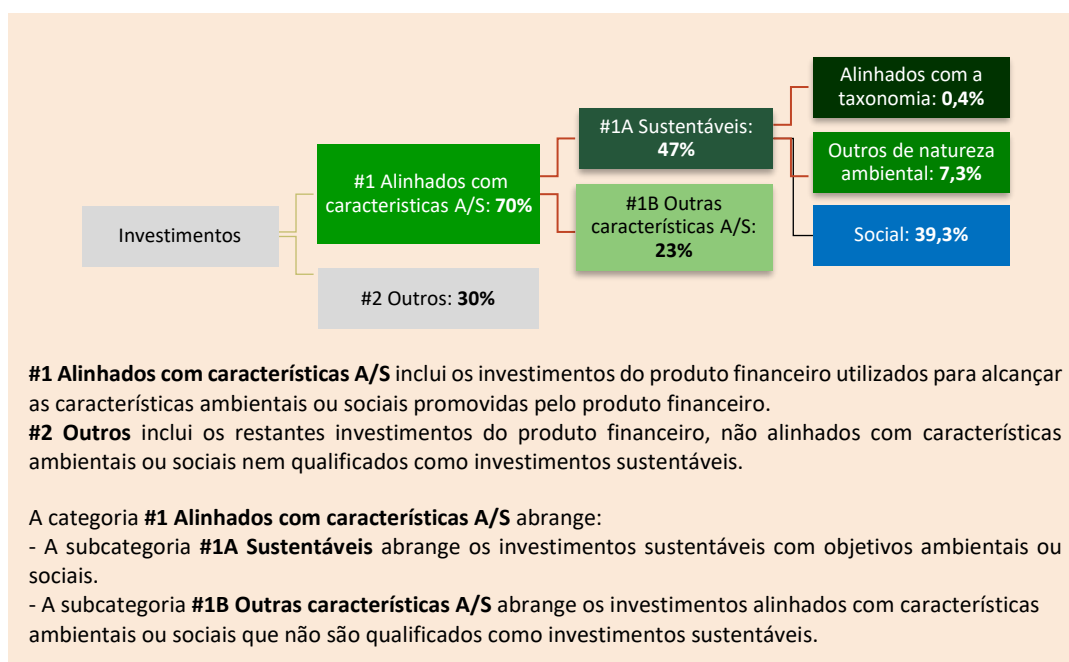 Investimentos
#1 Alinhados com
caracteristicas A/S: 70%
#2 Outros: 30%
#1A Sustentáveis:
47%
#1B Outras
características A/S:
23%
Alinhados com a
taxonomia: 0,4%
Outros de natureza
ambiental: 7,3%
Social: 39,3%
#1 Alinhados com características A/S inclui os investimentos do produto financeiro utilizados para alcançar
as características ambientais ou sociais promovidas pelo produto financeiro.
#2 Outros inclui os restantes investimentos do produto financeiro, não alinhados com características
ambientais ou sociais nem qualificados como investimentos sustentáveis.
A categoria #1 Alinhados com características A/S abrange:
- A subcategoria #1A Sustentáveis abrange os investimentos sustentáveis com objetivos ambientais ou
sociais.
- A subcategoria #1B Outras características A/S abrange os investimentos alinhados com características
ambientais ou sociais que não são qualificados como investimentos sustentáveis.